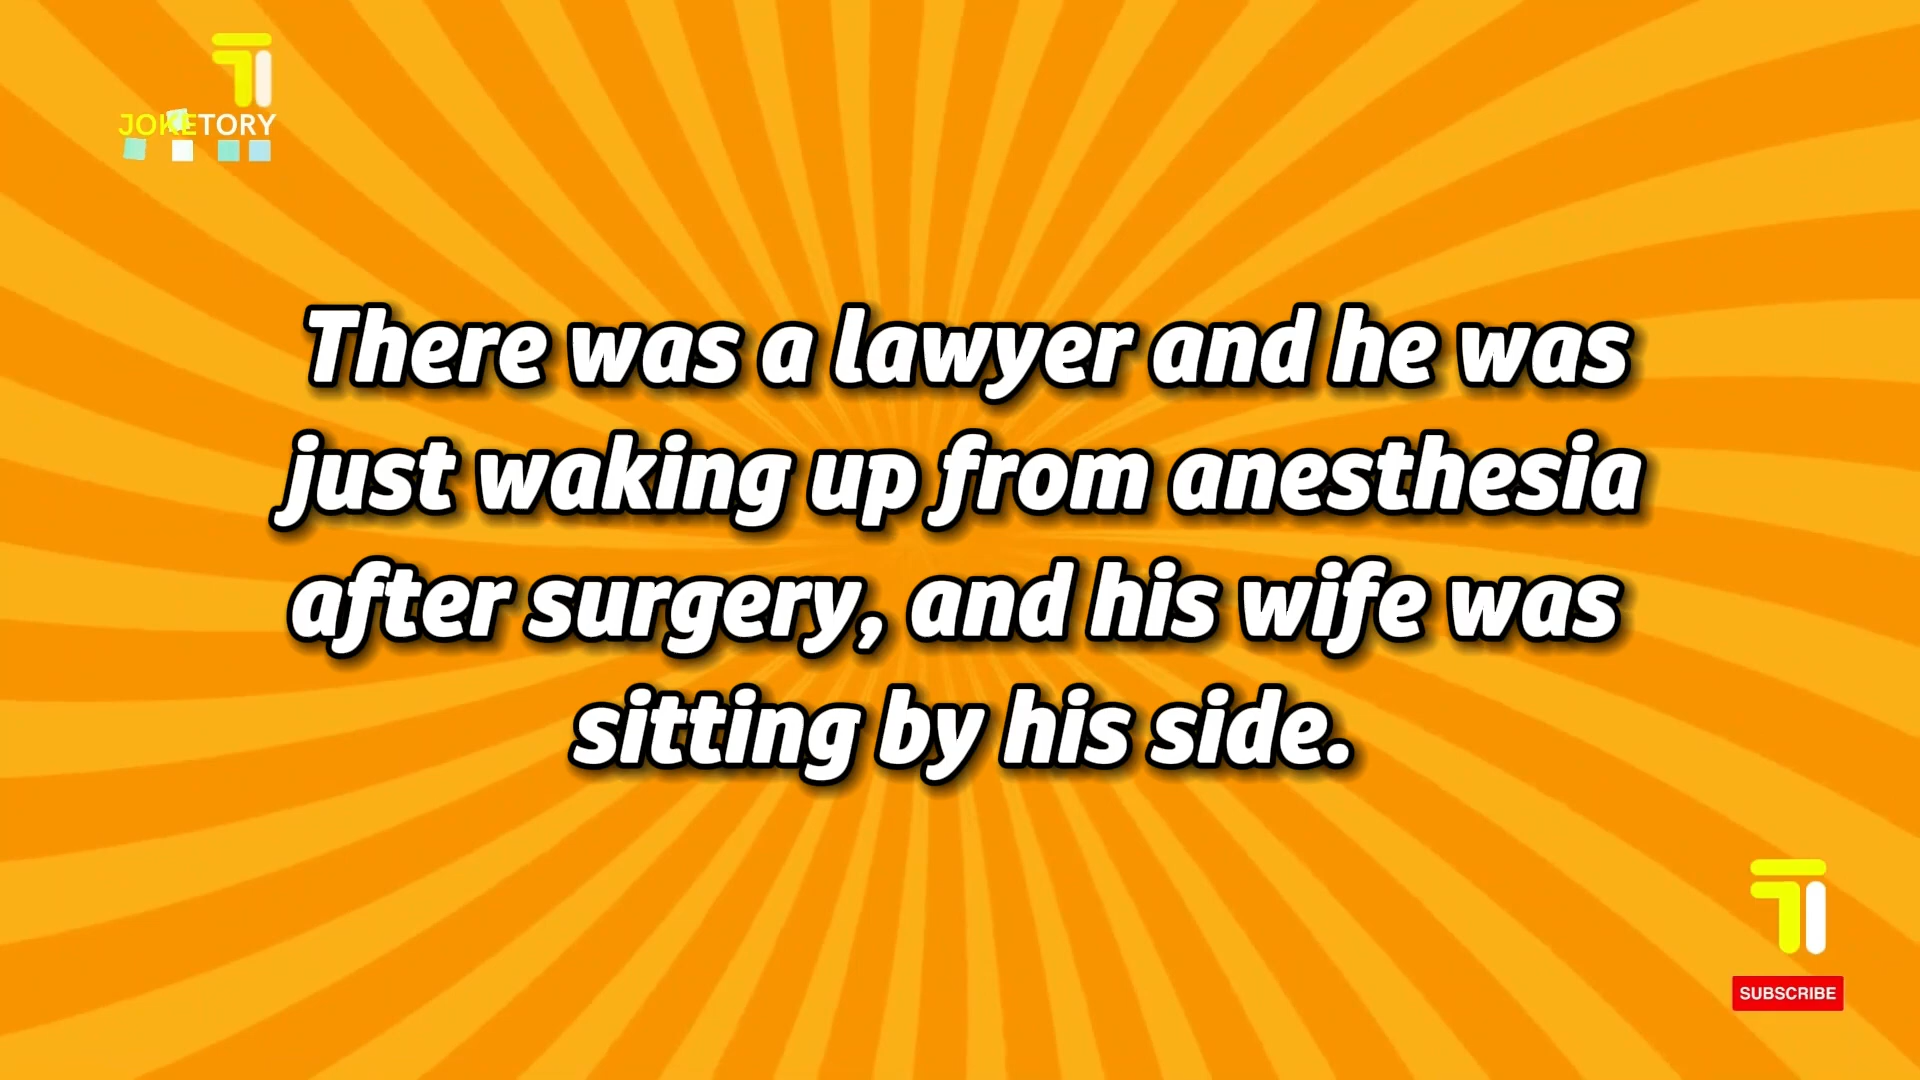 JOKETORY
There was a lawyer and he was
just waking up from anesthesia
after surgery, and his wife was
sitting by his side.
SUBSCRIBE